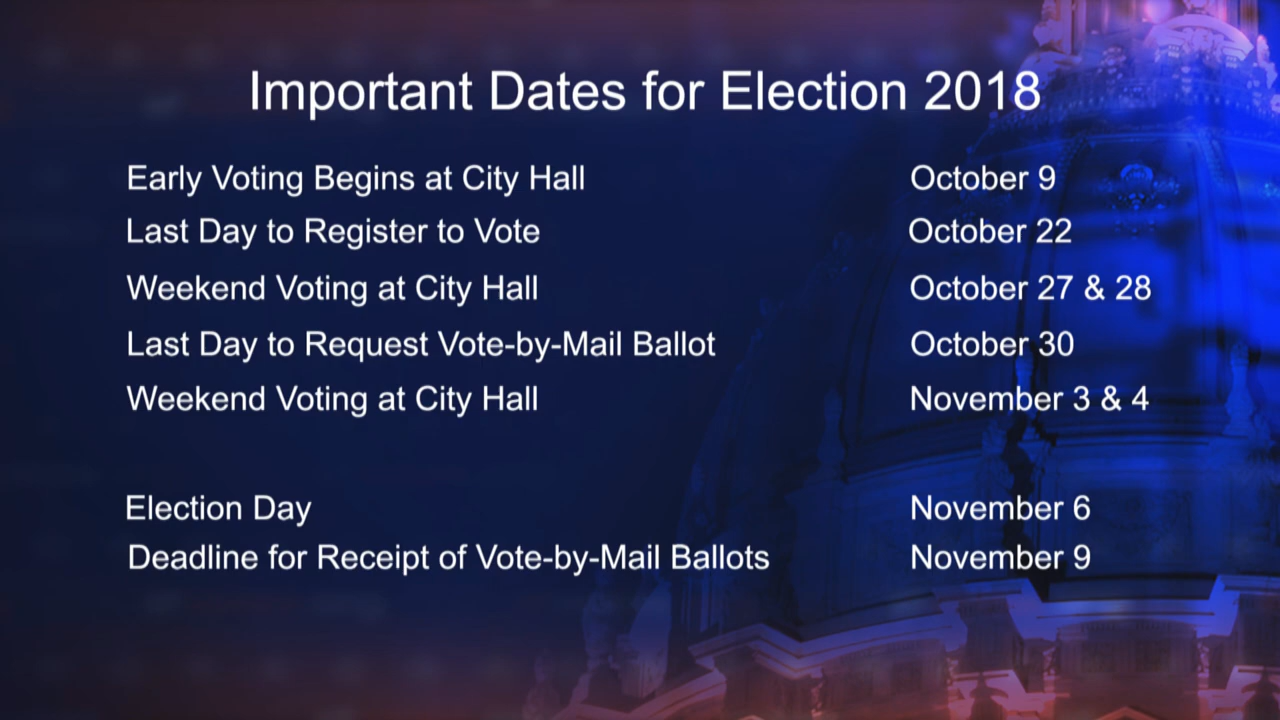 Important Dates for Election 2018
Early Voting Begins at City Hall October 9
Last Day to Register to Vote October 22
Weekend Voting at City Hall October 27 & 28
Last Day to Request Vote-by-Mail Ballot October 30
Weekend Voting at City Hall November 3 & 4
Election Day November 6
Deadline for Receipt of Vote-by-Mail Ballots November 9